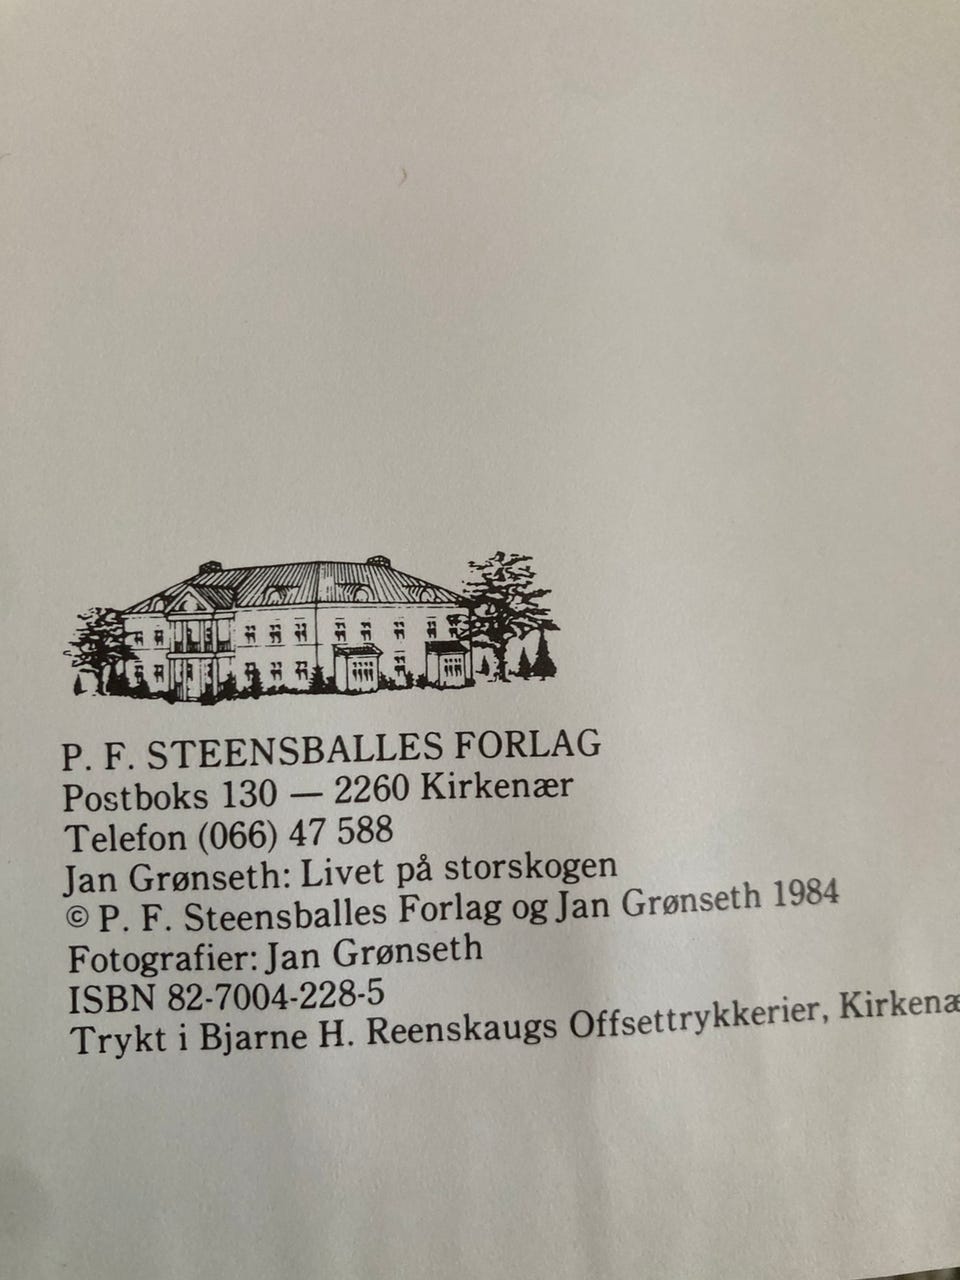 P. F. STEENSBALLES FORLAG
Postboks 130 — 2260 Kirkenær
Telefon (066) 47 588
Jan Grønseth: Livet på storskogen
© P. F. Steensballes Forlag og Jan Grønseth 1984
Fotografier: Jan Grønseth
ISBN 82-7004-228-5
Trykt i Bjarne H. Reenskaugs Offsettrykkerier, Kirkenæ